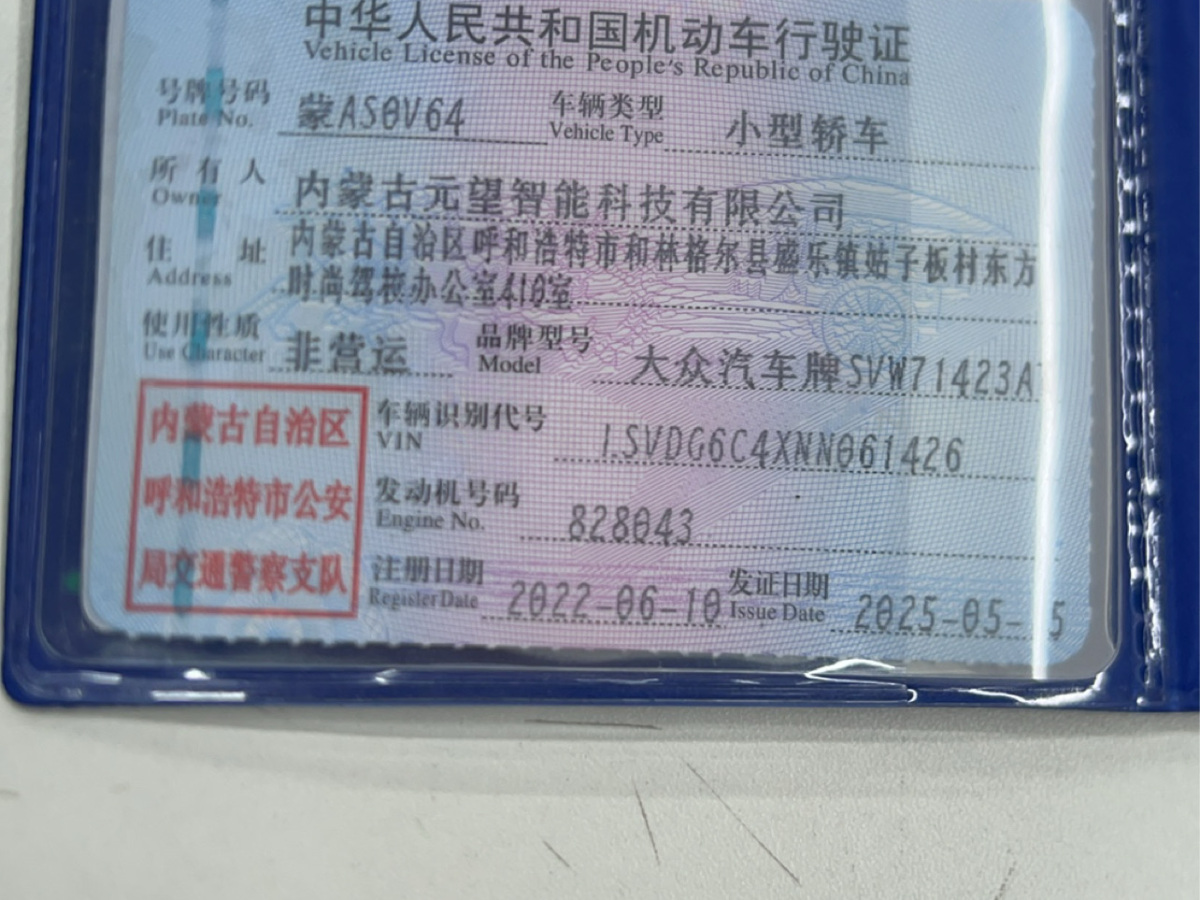 中华人民共和国机动车行驶证
Vehicle License of the People's Republic of China
号牌号码 蒙AS0V64 车辆类型 小型轿车
Plate No. Vehicle Type
所有人 内蒙古元望智能科技有限公司
Owner
住址 内蒙古自治区呼和浩特市和林格尔县盛乐镇姑子板村东方
Address 时尚驾校办公室410室
使用性质 非营运 品牌型号 大众汽车牌SVW71423A
Use Character Model
内蒙古自治区
呼和浩特市公安
局交通警察支队
车辆识别代号 LSVDG6C4XNN061426
VIN
发动机号码 828043
Engine No.
注册日期 2022-06-10 发证日期 2025-05- 5
Register Date Issue Date